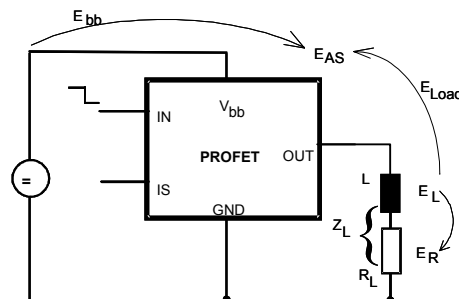 E_bb
E_AS
E_Load
V_bb
IN
PROFET
OUT
IS
GND
L
E_L
=
Z_L
R_L
E_R